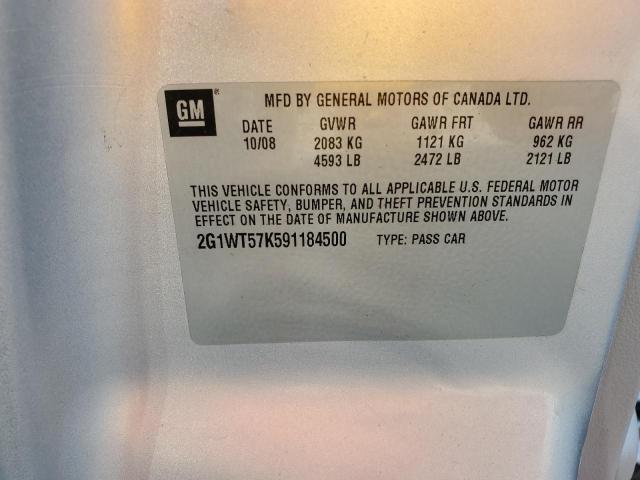 GM ®
MFD BY GENERAL MOTORS OF CANADA LTD.
DATE GVWR GAWR FRT GAWR RR
10/08 2083 KG 1121 KG 962 KG
4593 LB 2472 LB 2121 LB
THIS VEHICLE CONFORMS TO ALL APPLICABLE U.S. FEDERAL MOTOR
VEHICLE SAFETY, BUMPER, AND THEFT PREVENTION STANDARDS IN
EFFECT ON THE DATE OF MANUFACTURE SHOWN ABOVE.
2G1WT57K591184500 TYPE: PASS CAR